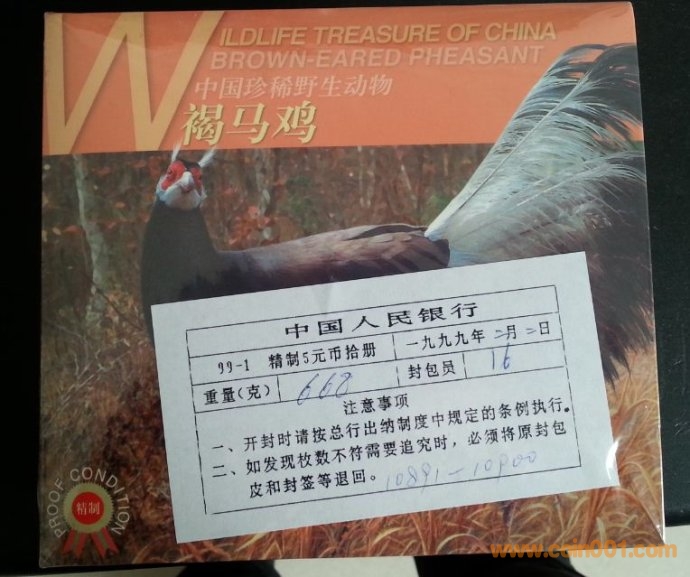 WILDLIFE TREASURE OF CHINA
BROWN-EARED PHEASANT
中国珍稀野生动物
褐马鸡
中国人民银行
99-1 精制5元币拾册
一九九九年二月二日
重量(克) 668
封包员 16
注意事项
一、开封时请按总行出纳制度中规定的条例执行。
二、如发现枚数不符需要追究时，必须将原封包
皮和封签等退回。 10891—10900
PROOF CONDITION
精制
www.coin001.com